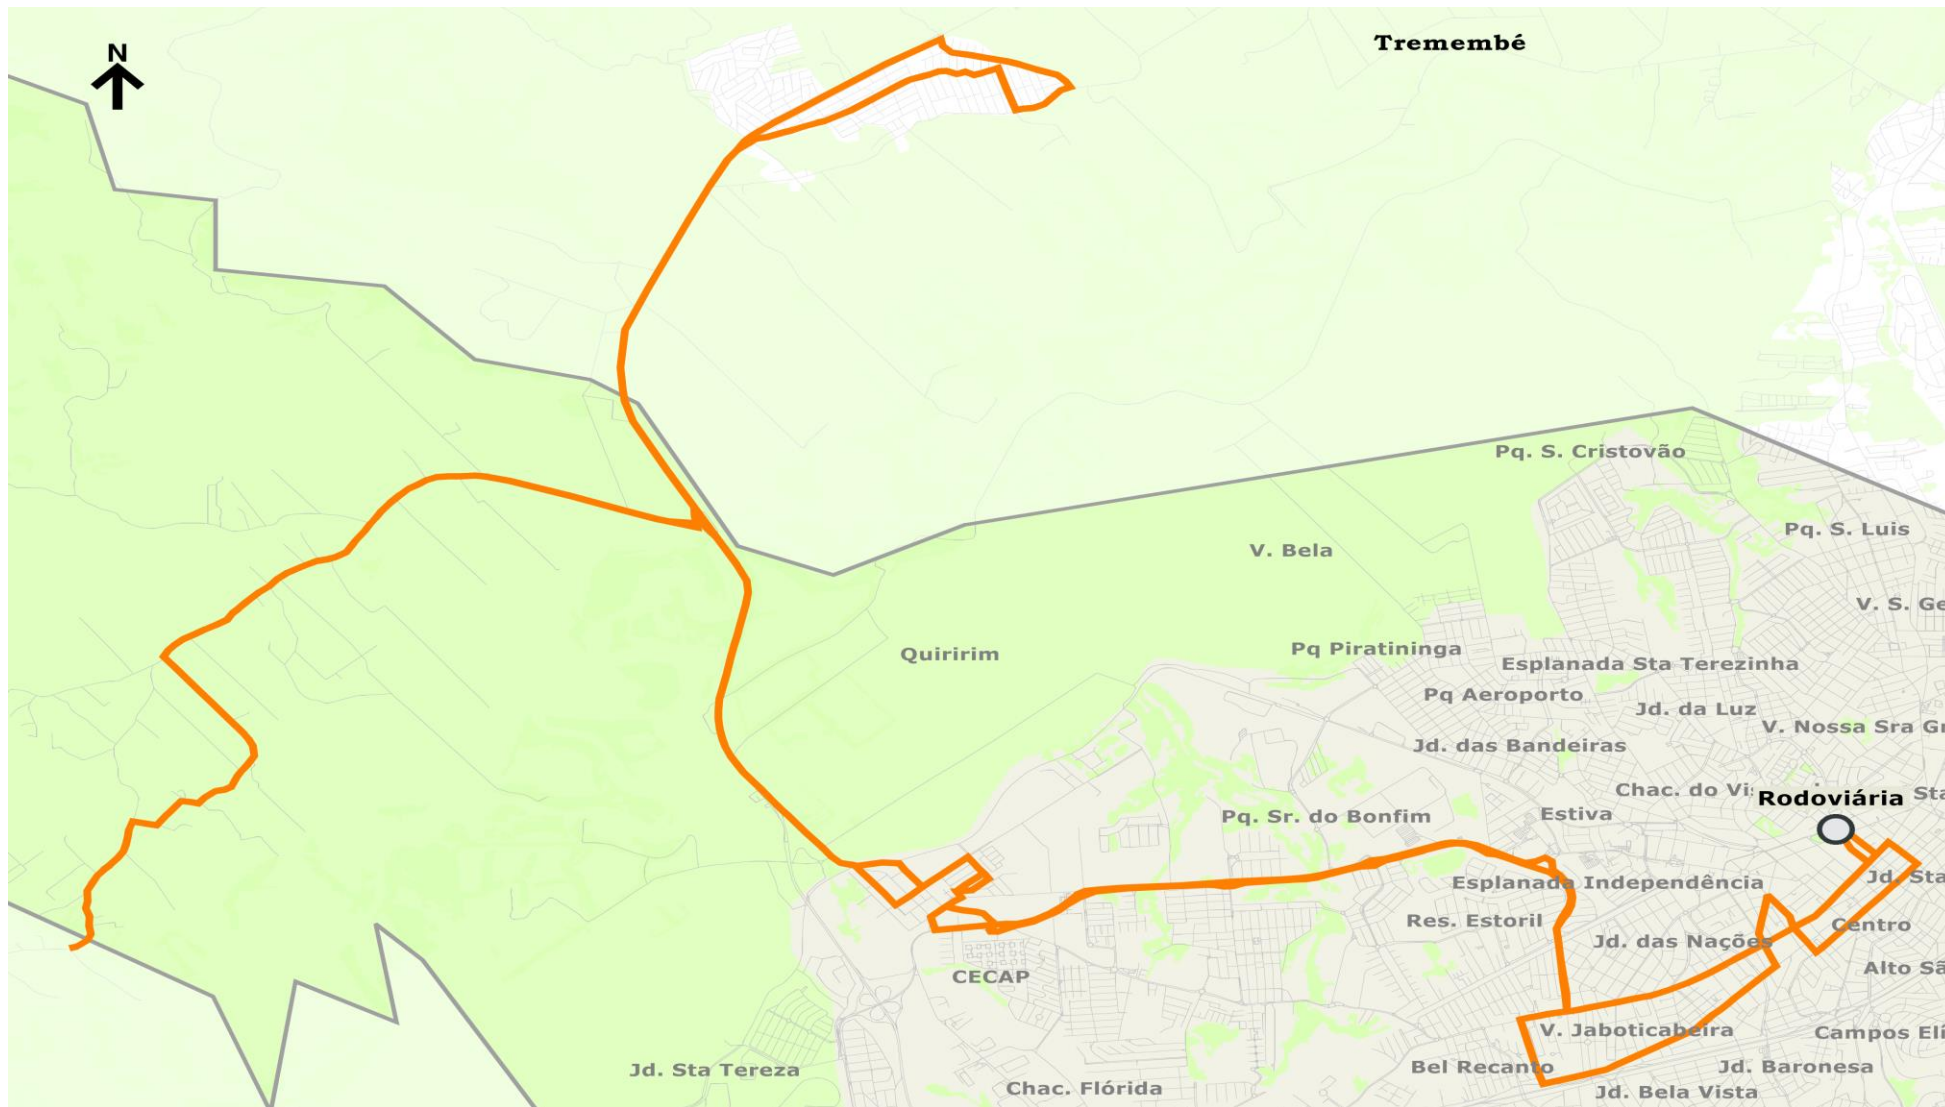 Tremembé
N
Pq. S. Cristovão
Pq. S. Luis
V. Bela
V. S. Ge
Pq Piratininga
Quiririm
Esplanada Sta Terezinha
Pq Aeroporto
Jd. da Luz
V. Nossa Sra Gr
Jd. das Bandeiras
Chac. do Vis
Sta
Rodoviária
Estiva
Pq. Sr. do Bonfim
Jd. Sta
Esplanada Independência
Res. Estoril
Centro
Jd. das Nações
Alto Sã
CECAP
V. Jaboticabeira
Campos Elí
Jd. Sta Tereza
Bel Recanto
Jd. Baronesa
Chac. Flórida
Jd. Bela Vista